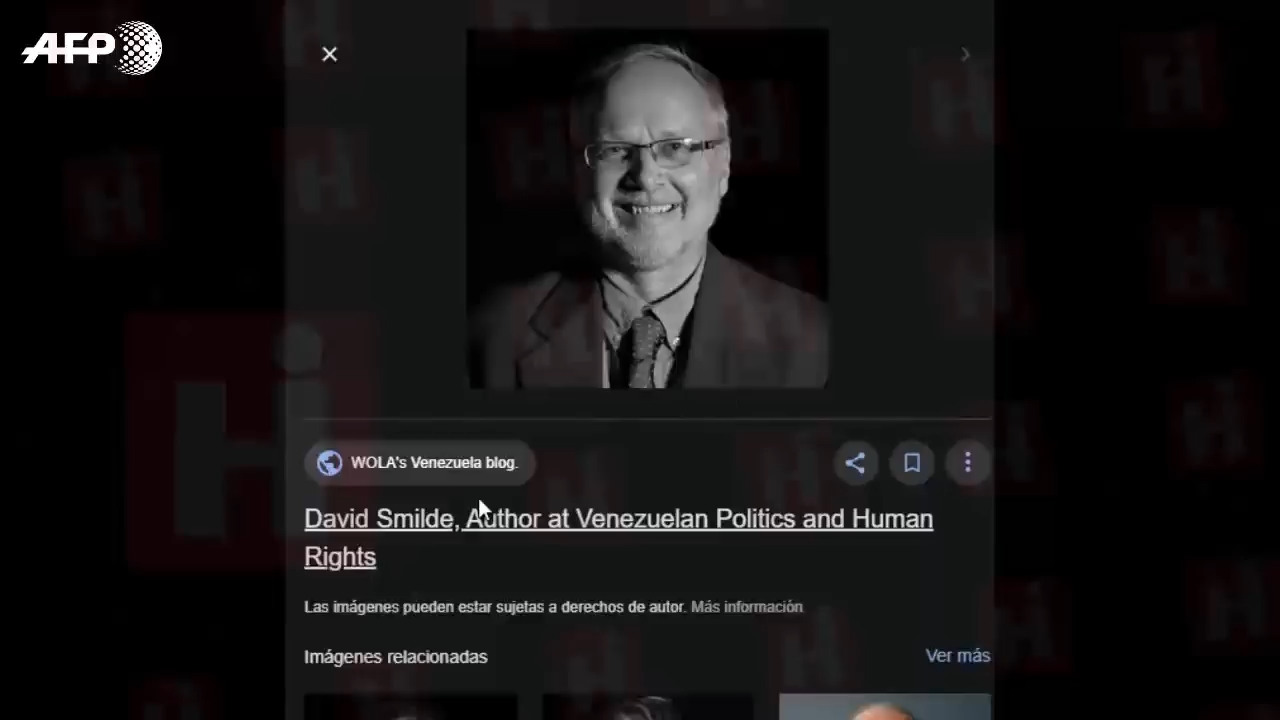 AFP
WOLA's Venezuela blog.
David Smilde, Author at Venezuelan Politics and Human
Rights
Las imágenes pueden estar sujetas a derechos de autor. Más información
Imágenes relacionadas
Ver más
Hi